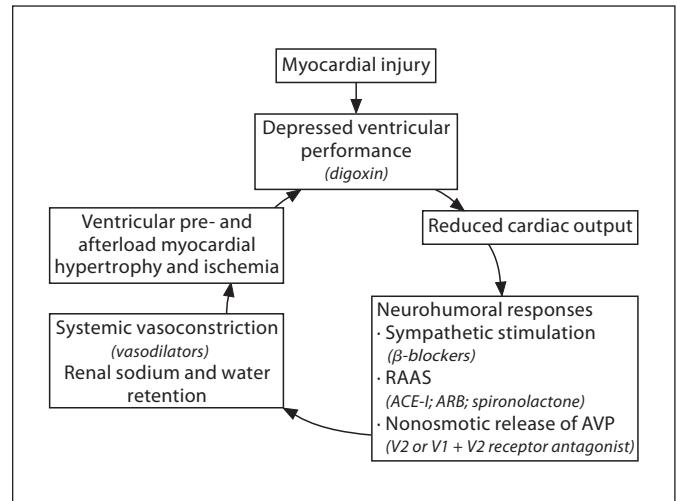 Myocardial injury
Depressed ventricular
performance
(digoxin)
Reduced cardiac output
Neurohumoral responses
· Sympathetic stimulation
(β-blockers)
· RAAS
(ACE-I; ARB; spironolactone)
· Nonosmotic release of AVP
(V2 or V1 + V2 receptor antagonist)
Systemic vasoconstriction
(vasodilators)
Renal sodium and water
retention
Ventricular pre- and
afterload myocardial
hypertrophy and ischemia